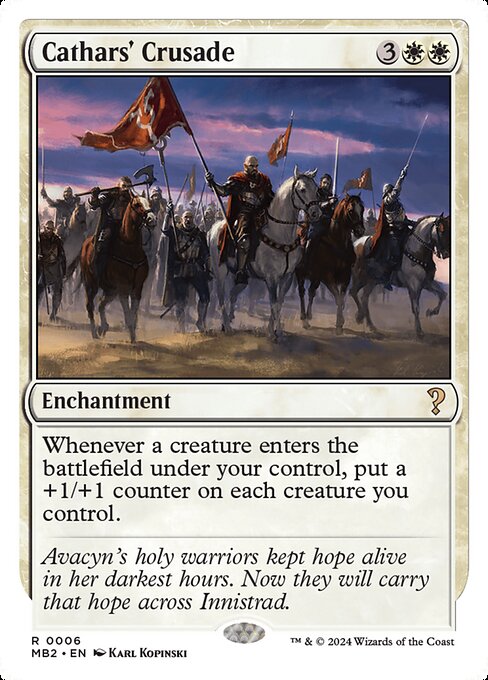 Cathars' Crusade 3
Enchantment
Whenever a creature enters the
battlefield under your control, put a
+1/+1 counter on each creature you
control.
Avacyn's holy warriors kept hope alive
in her darkest hours. Now they will carry
that hope across Innistrad.
R 0006
MB2 • EN Karl Kopinski
™ & © 2024 Wizards of the Coast